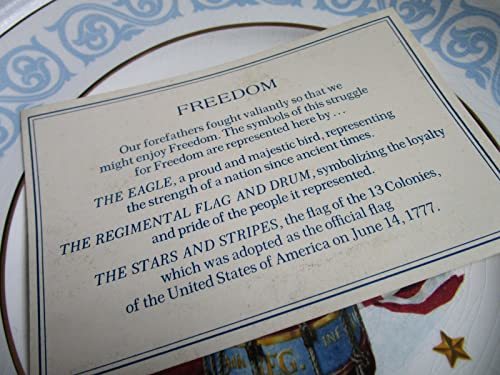 FREEDOM
Our forefathers fought valiantly so that we
might enjoy Freedom. The symbols of this struggle
for Freedom are represented here by . . .
THE EAGLE, a proud and majestic bird, representing
the strength of a nation since ancient times.
THE REGIMENTAL FLAG AND DRUM, symbolizing the loyalty
and pride of the people it represented.
THE STARS AND STRIPES, the flag of the 13 Colonies,
which was adopted as the official flag
of the United States of America on June 14, 1777.
F.G. INF